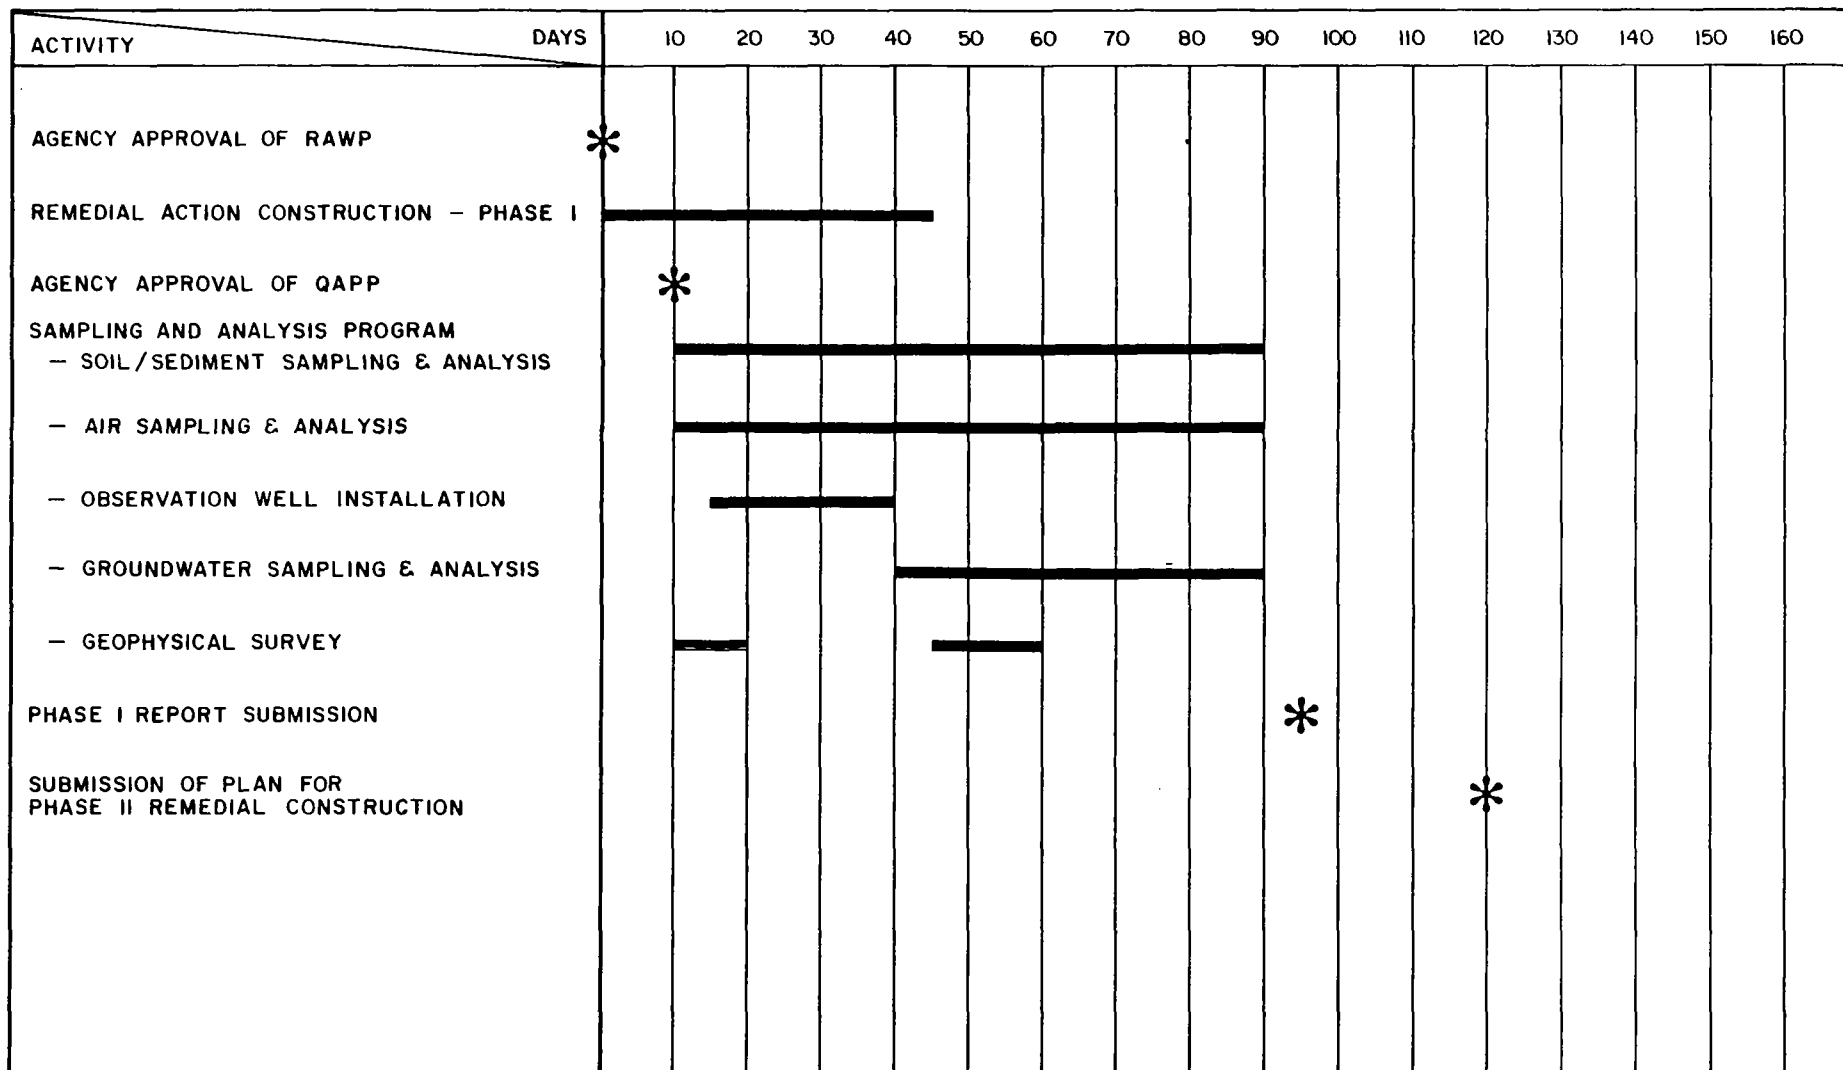 ACTIVITY DAYS 10 20 30 40 50 60 70 80 90 100 110 120 130 140 150 160
AGENCY APPROVAL OF RAWP
REMEDIAL ACTION CONSTRUCTION – PHASE I
AGENCY APPROVAL OF QAPP
SAMPLING AND ANALYSIS PROGRAM
– SOIL/SEDIMENT SAMPLING & ANALYSIS
– AIR SAMPLING & ANALYSIS
– OBSERVATION WELL INSTALLATION
– GROUNDWATER SAMPLING & ANALYSIS
– GEOPHYSICAL SURVEY
PHASE I REPORT SUBMISSION
SUBMISSION OF PLAN FOR
PHASE II REMEDIAL CONSTRUCTION